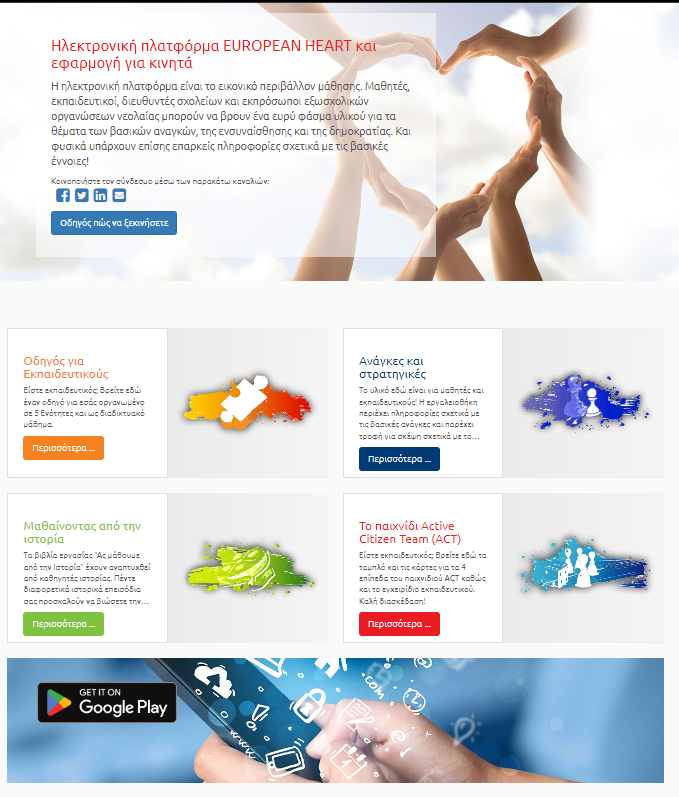 Ηλεκτρονική πλατφόρμα EUROPEAN HEART και
εφαρμογή για κινητά
Η ηλεκτρονική πλατφόρμα είναι το εικονικό περιβάλλον μάθησης. Μαθητές,
εκπαιδευτικοί, διευθυντές σχολείων και εκπρόσωποι εξωσχολικών
οργανώσεων νεολαίας μπορούν να βρουν ένα ευρύ φάσμα υλικού για τα
θέματα των βασικών αναγκών, της ενσυναίσθησης και της δημοκρατίας. Και
φυσικά υπάρχουν επίσης επαρκείς πληροφορίες σχετικά με τις βασικές
έννοιες!
Κοινοποιήστε τον σύνδεσμο μέσω των παρακάτω καναλιών:
Οδηγός πώς να ξεκινήσετε
Οδηγός για
Εκπαιδευτικούς
Είστε εκπαιδευτικός; Βρείτε εδώ
έναν οδηγό για εσάς οργανωμένο
σε 5 Ενότητες και ως διαδικτυακό
μάθημα.
Περισσότερα ...
Ανάγκες και
στρατηγικές
Το υλικό εδώ είναι για μαθητές και
εκπαιδευτικούς! Η εργαλειοθήκη
περιέχει πληροφορίες σχετικά με
τις βασικές ανάγκες και παρέχει
τροφή για σκέψη σχετικά με το…
Περισσότερα ...
Μαθαίνοντας από την
ιστορία
Τα βιβλία εργασίας "Ας μάθουμε
από την Ιστορία" έχουν αναπτυχθεί
από καθηγητές ιστορίας. Πέντε
διαφορετικά ιστορικά επεισόδια
σας προσκαλούν να βιώσετε την…
Περισσότερα ...
Το παιχνίδι Active
Citizen Team (ACT)
Είστε εκπαιδευτικός; Βρείτε εδώ τα
ταμπλό και τις κάρτες για τα 4
επίπεδα του παιχνιδιού ACT καθώς
και το εγχειρίδιο εκπαιδευτικού.
Καλή διασκέδαση!
Περισσότερα ...
GET IT ON
Google Play
.com